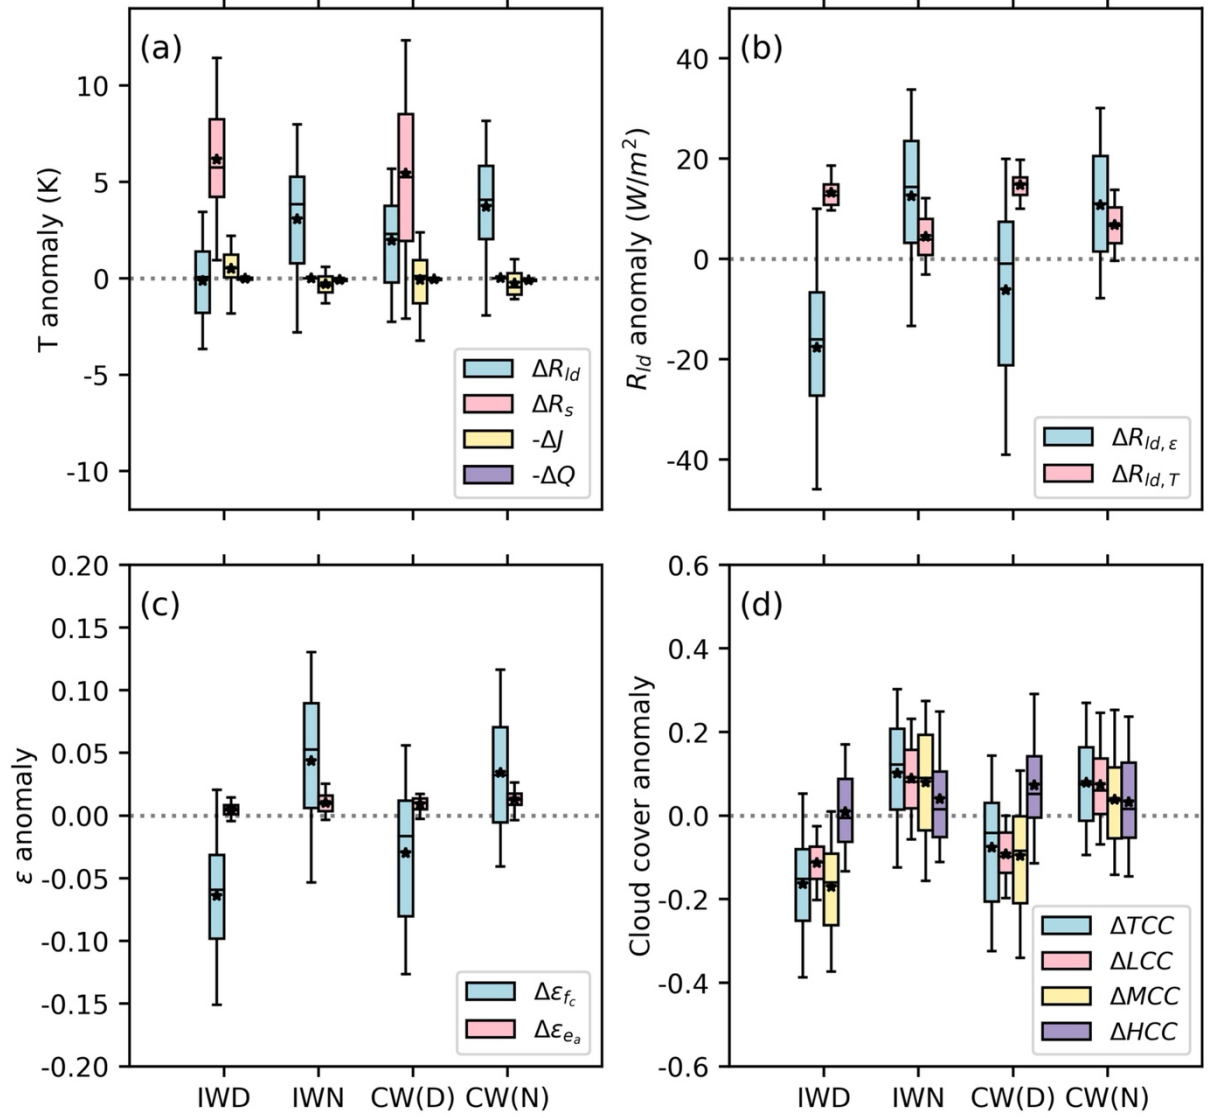 (a)
T anomaly (K)
10
5
0
-5
-10
ΔR_ld
ΔR_s
-ΔJ
-ΔQ
(b)
R_ld anomaly (W/m²)
40
20
0
-20
-40
ΔR_ld,ε
ΔR_ld,T
(c)
ε anomaly
0.20
0.15
0.10
0.05
0.00
-0.05
-0.10
-0.15
-0.20
Δε_f_c
Δε_e_a
IWD IWN CW(D) CW(N)
(d)
Cloud cover anomaly
0.6
0.4
0.2
0.0
-0.2
-0.4
-0.6
ΔTCC
ΔLCC
ΔMCC
ΔHCC
IWD IWN CW(D) CW(N)